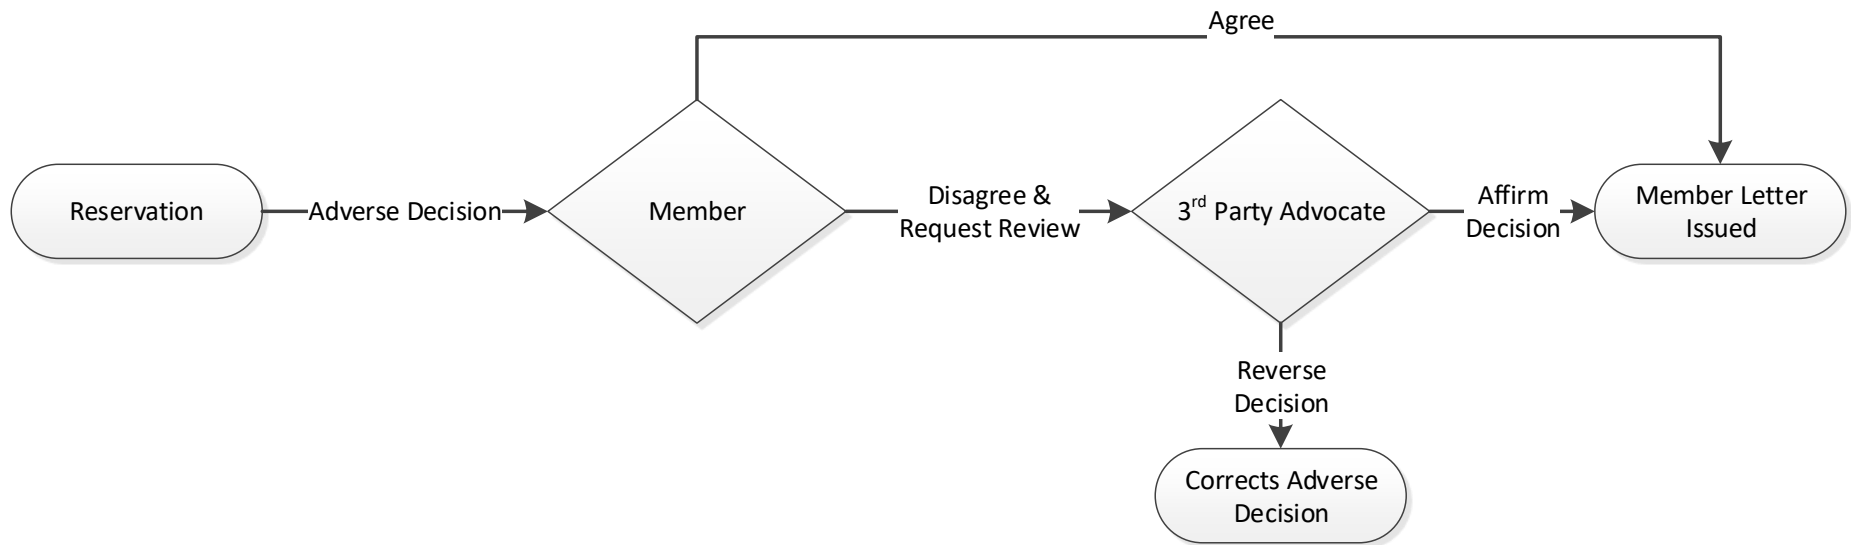 Agree
Reservation
Adverse Decision
Member
Disagree &
Request Review
3rd Party Advocate
Affirm
Decision
Member Letter
Issued
Reverse
Decision
Corrects Adverse
Decision